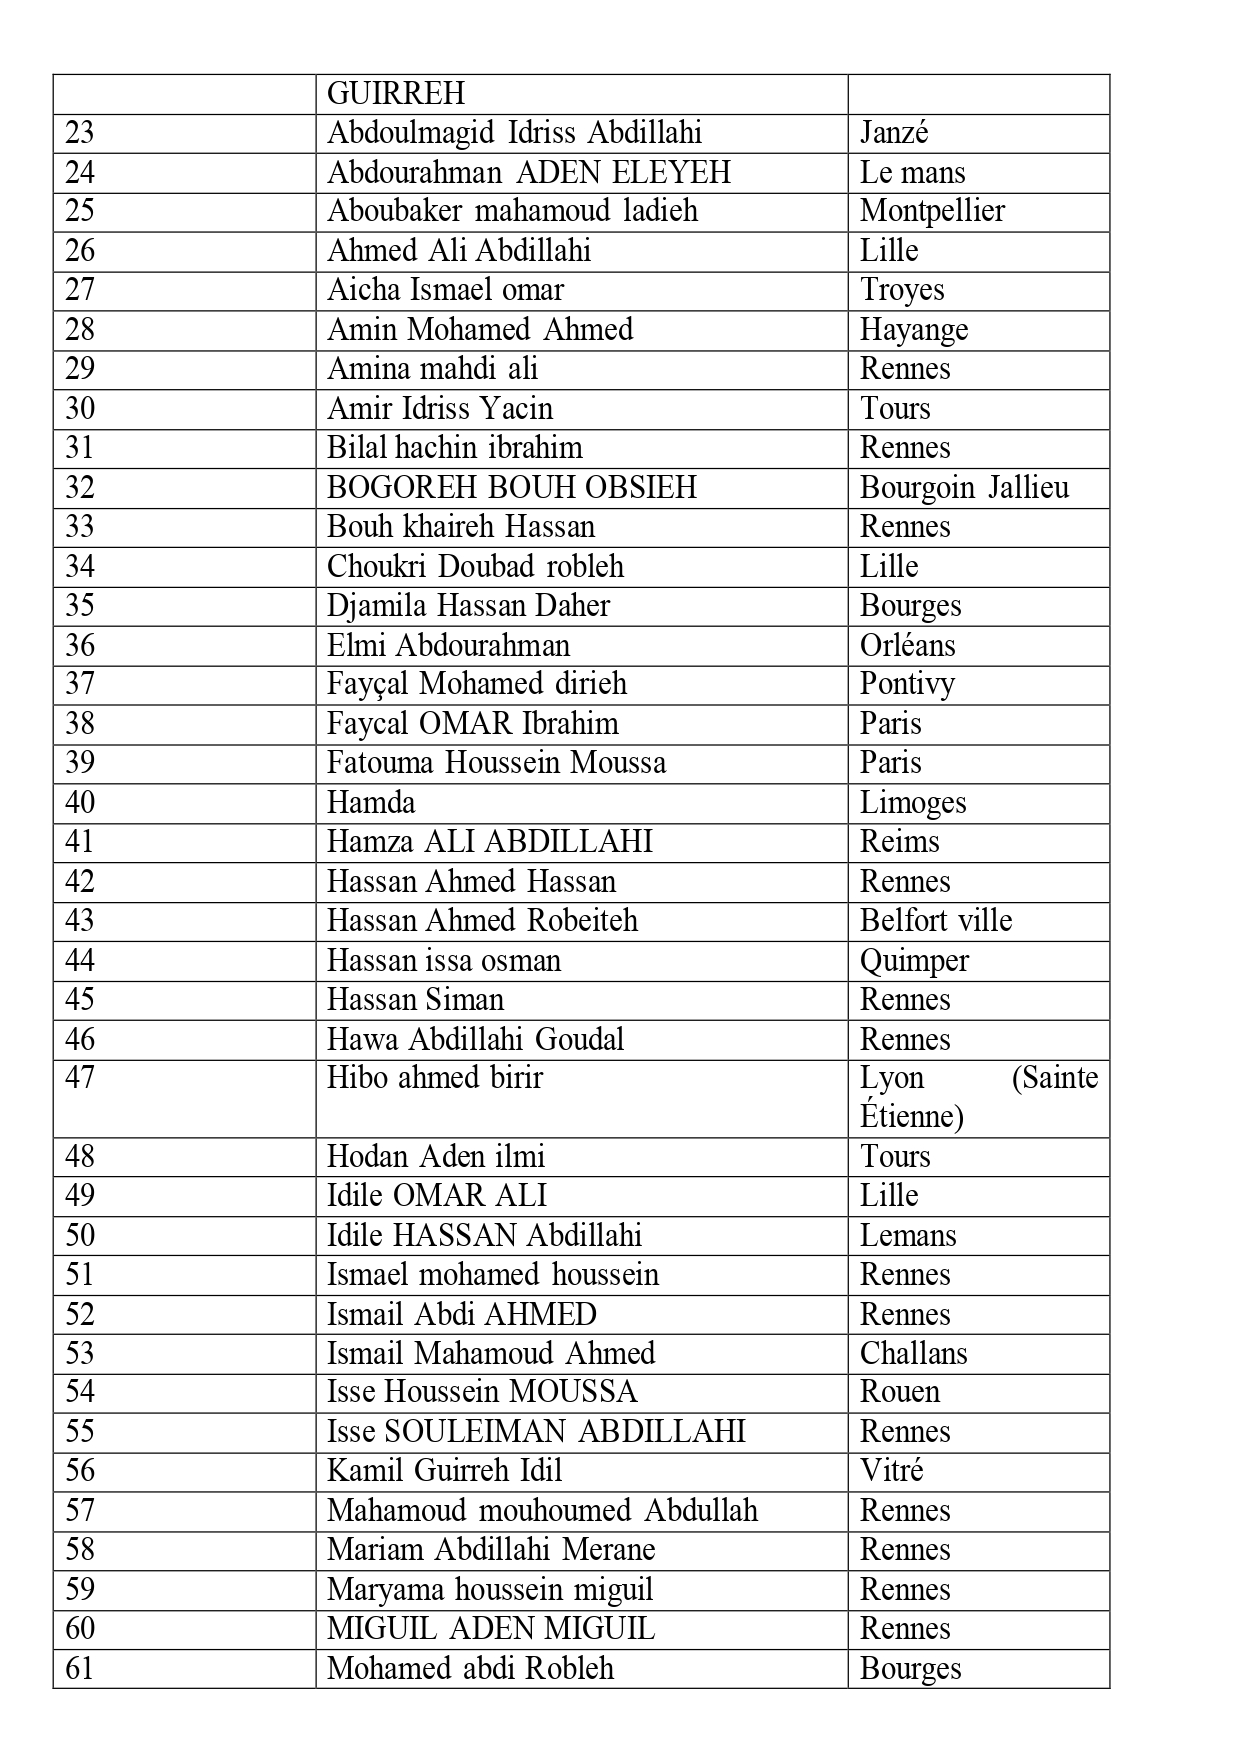 GUIRREH
23 Abdoulmagid Idriss Abdillahi Janzé
24 Abdourahman ADEN ELEYEH Le mans
25 Aboubaker mahamoud ladieh Montpellier
26 Ahmed Ali Abdillahi Lille
27 Aicha Ismael omar Troyes
28 Amin Mohamed Ahmed Hayange
29 Amina mahdi ali Rennes
30 Amir Idriss Yacin Tours
31 Bilal hachin ibrahim Rennes
32 BOGOREH BOUH OBSIEH Bourgoin Jallieu
33 Bouh khaireh Hassan Rennes
34 Choukri Doubad robleh Lille
35 Djamila Hassan Daher Bourges
36 Elmi Abdourahman Orléans
37 Fayçal Mohamed dirieh Pontivy
38 Faycal OMAR Ibrahim Paris
39 Fatouma Houssein Moussa Paris
40 Hamda Limoges
41 Hamza ALI ABDILLAHI Reims
42 Hassan Ahmed Hassan Rennes
43 Hassan Ahmed Robeiteh Belfort ville
44 Hassan issa osman Quimper
45 Hassan Siman Rennes
46 Hawa Abdillahi Goudal Rennes
47 Hibo ahmed birir Lyon (Sainte
Étienne)
48 Hodan Aden ilmi Tours
49 Idile OMAR ALI Lille
50 Idile HASSAN Abdillahi Lemans
51 Ismael mohamed houssein Rennes
52 Ismail Abdi AHMED Rennes
53 Ismail Mahamoud Ahmed Challans
54 Isse Houssein MOUSSA Rouen
55 Isse SOULEIMAN ABDILLAHI Rennes
56 Kamil Guirreh Idil Vitré
57 Mahamoud mouhoumed Abdullah Rennes
58 Mariam Abdillahi Merane Rennes
59 Maryama houssein miguil Rennes
60 MIGUIL ADEN MIGUIL Rennes
61 Mohamed abdi Robleh Bourges